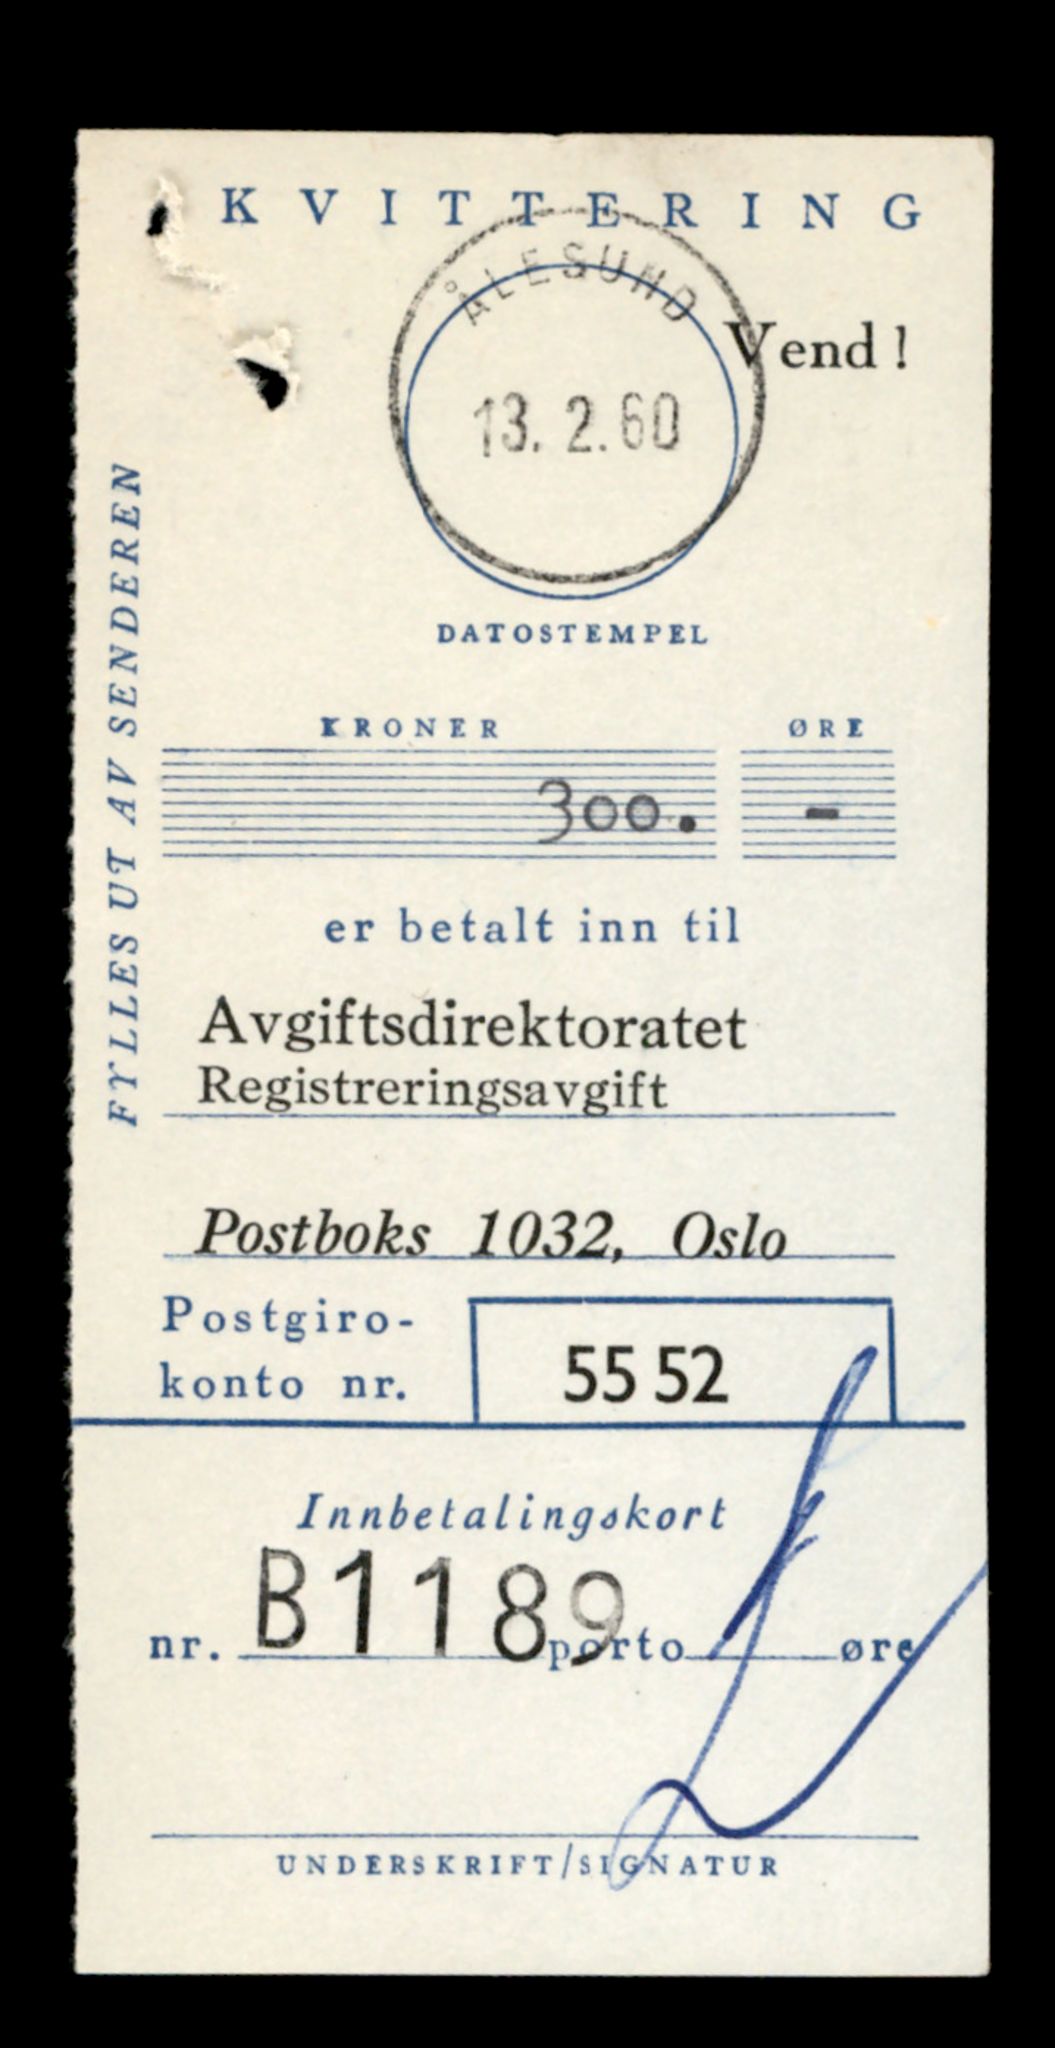 KVITTERING
ÅLESUND
Vend!
13. 2.60
DATOSTEMPEL
FYLLES UT AV SENDEREN
KRONER ØRE
300. -
er betalt inn til
Avgiftsdirektoratet
Registreringsavgift
Postboks 1032, Oslo
Postgiro-
konto nr. 55 52
Innbetalingskort
nr. B1189 porto øre
UNDERSKRIFT/SIGNATUR